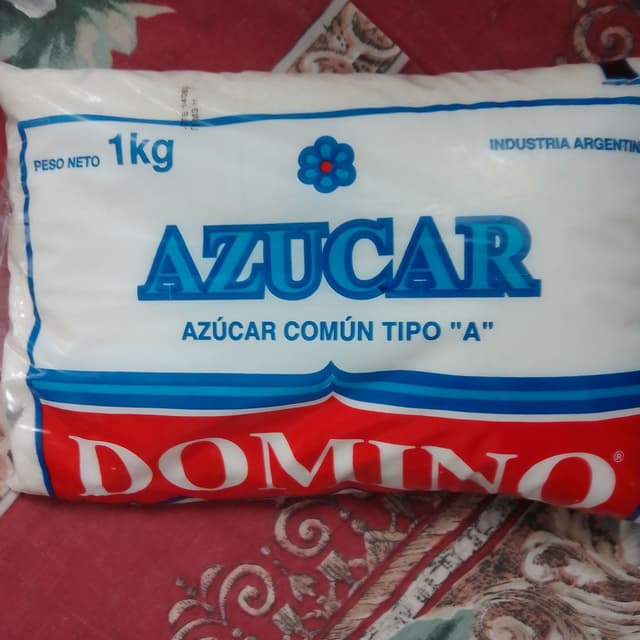 PESO NETO 1kg
INDUSTRIA ARGENTIN
AZUCAR
AZÚCAR COMÚN TIPO "A"
DOMINO®